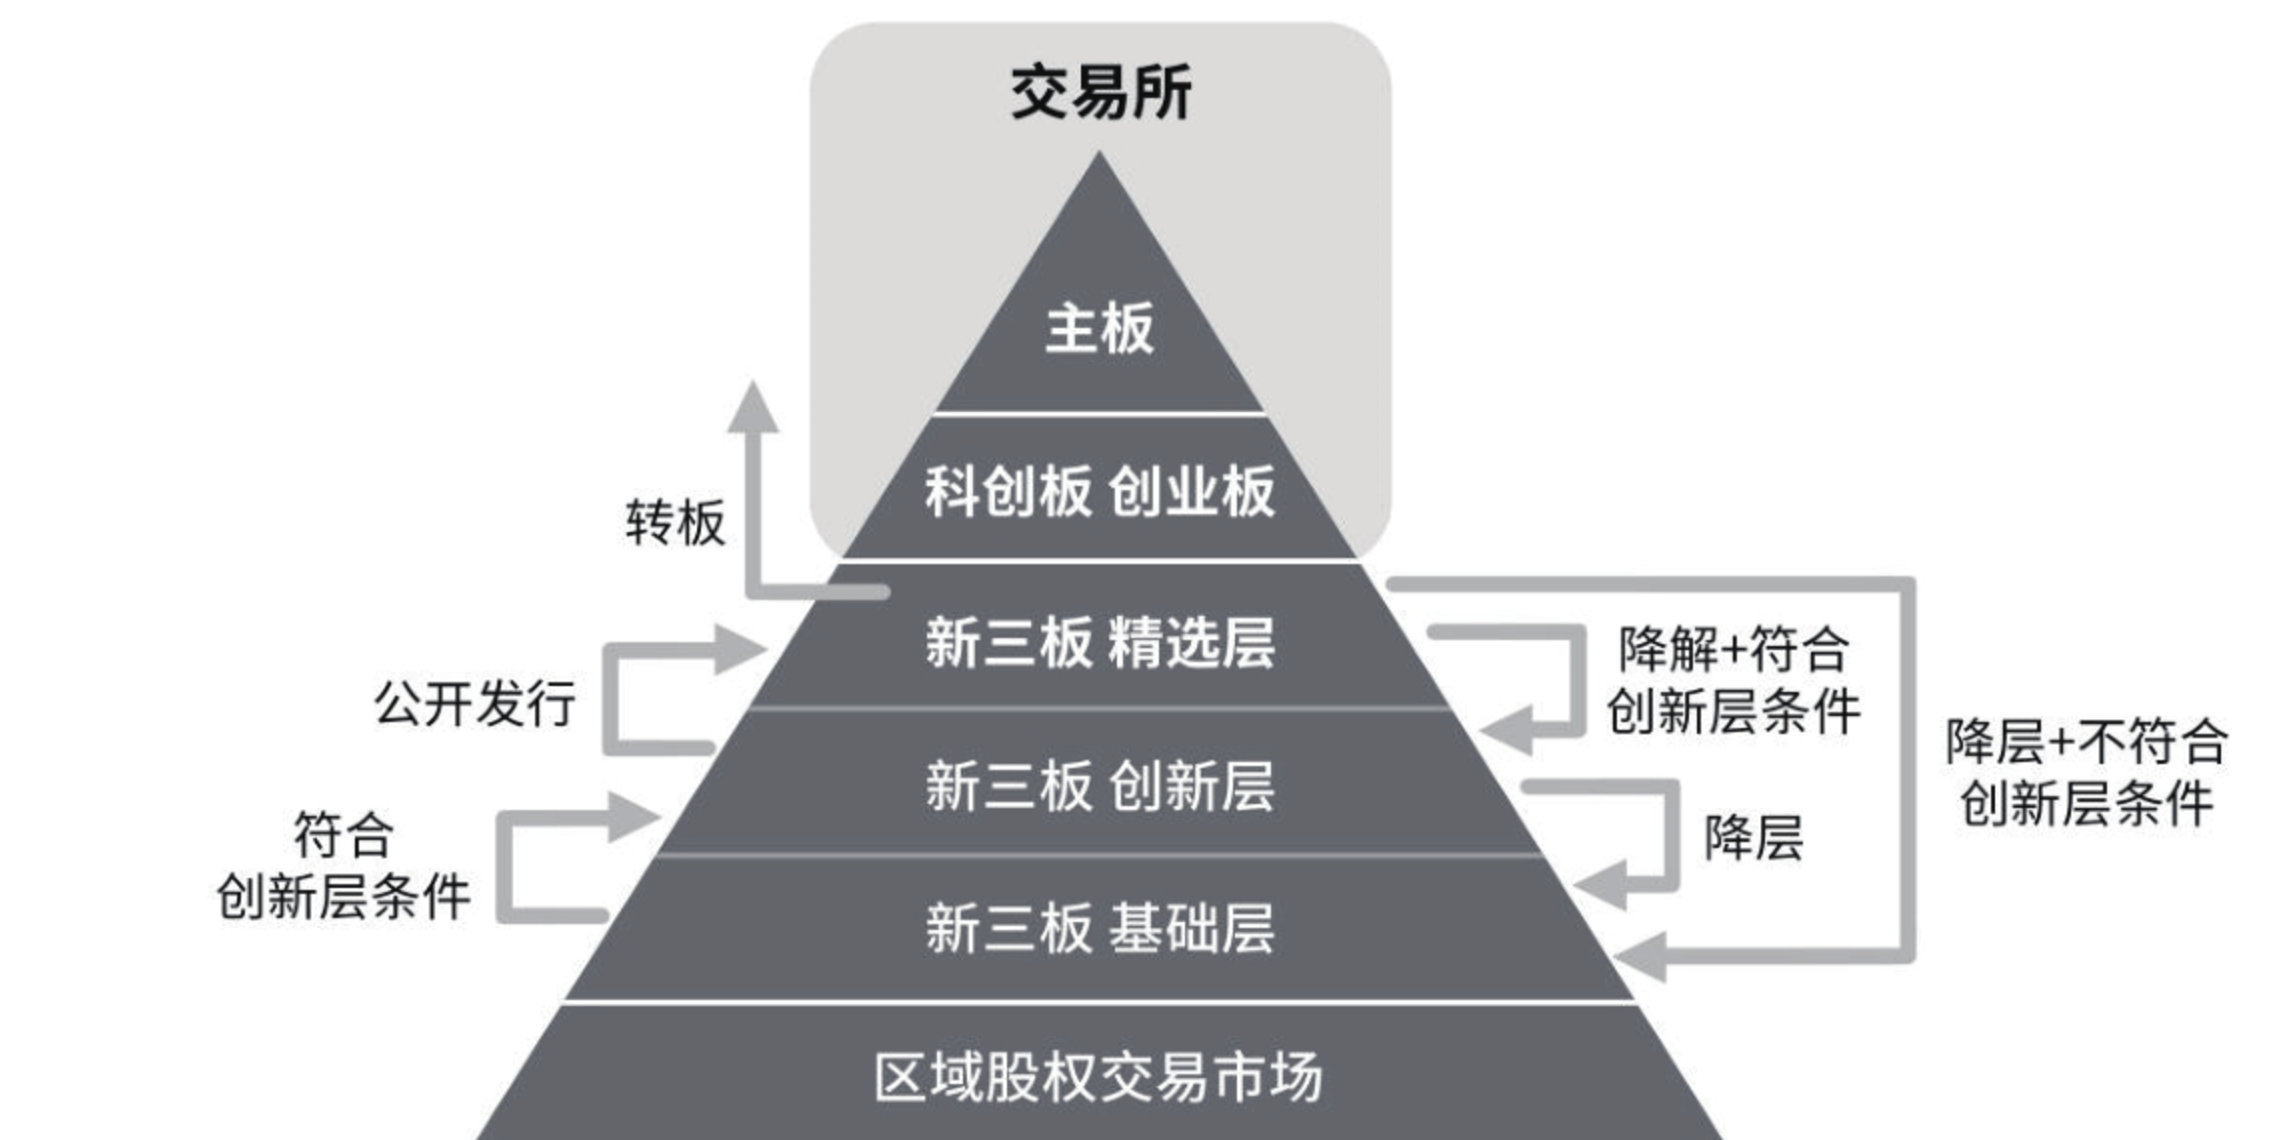 交易所
主板
科创板 创业板
转板
新三板 精选层
降解+符合
创新层条件
公开发行
降层+不符合
创新层条件
新三板 创新层
符合
创新层条件
降层
新三板 基础层
区域股权交易市场